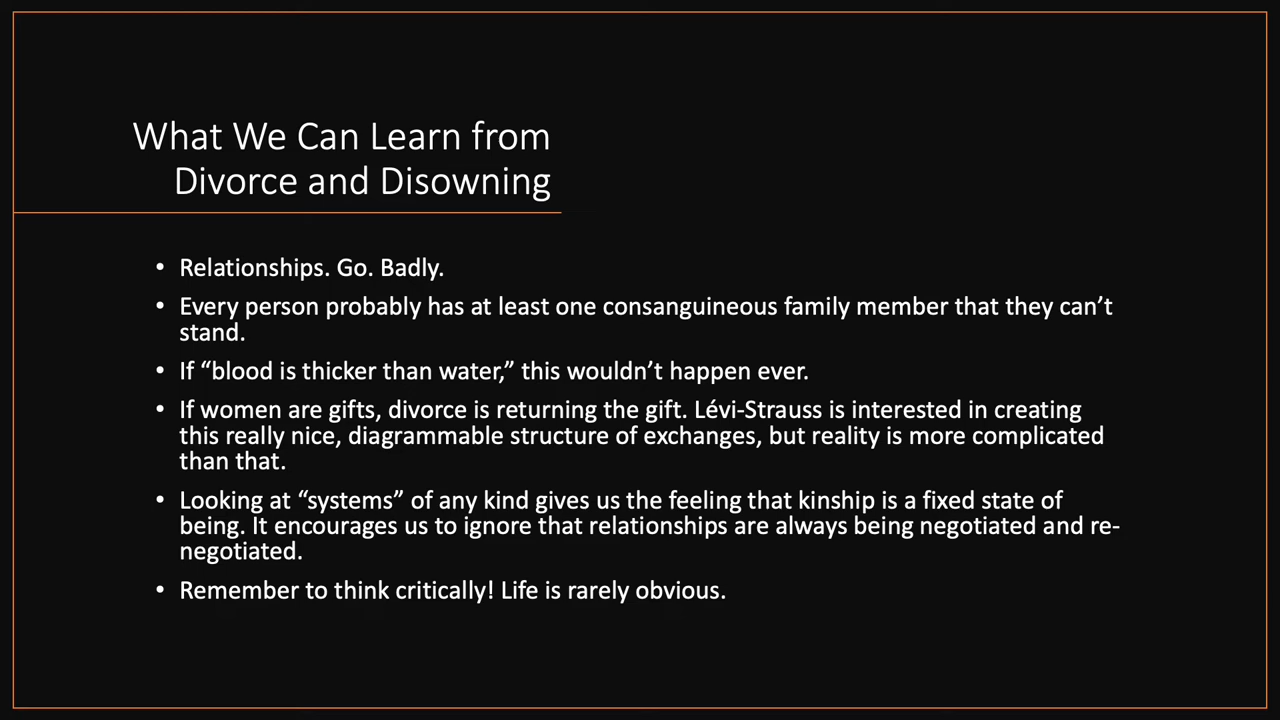 What We Can Learn from
Divorce and Disowning
• Relationships. Go. Badly.
• Every person probably has at least one consanguineous family member that they can’t
stand.
• If “blood is thicker than water,” this wouldn’t happen ever.
• If women are gifts, divorce is returning the gift. Lévi-Strauss is interested in creating
this really nice, diagrammable structure of exchanges, but reality is more complicated
than that.
• Looking at “systems” of any kind gives us the feeling that kinship is a fixed state of
being. It encourages us to ignore that relationships are always being negotiated and re-
negotiated.
• Remember to think critically! Life is rarely obvious.